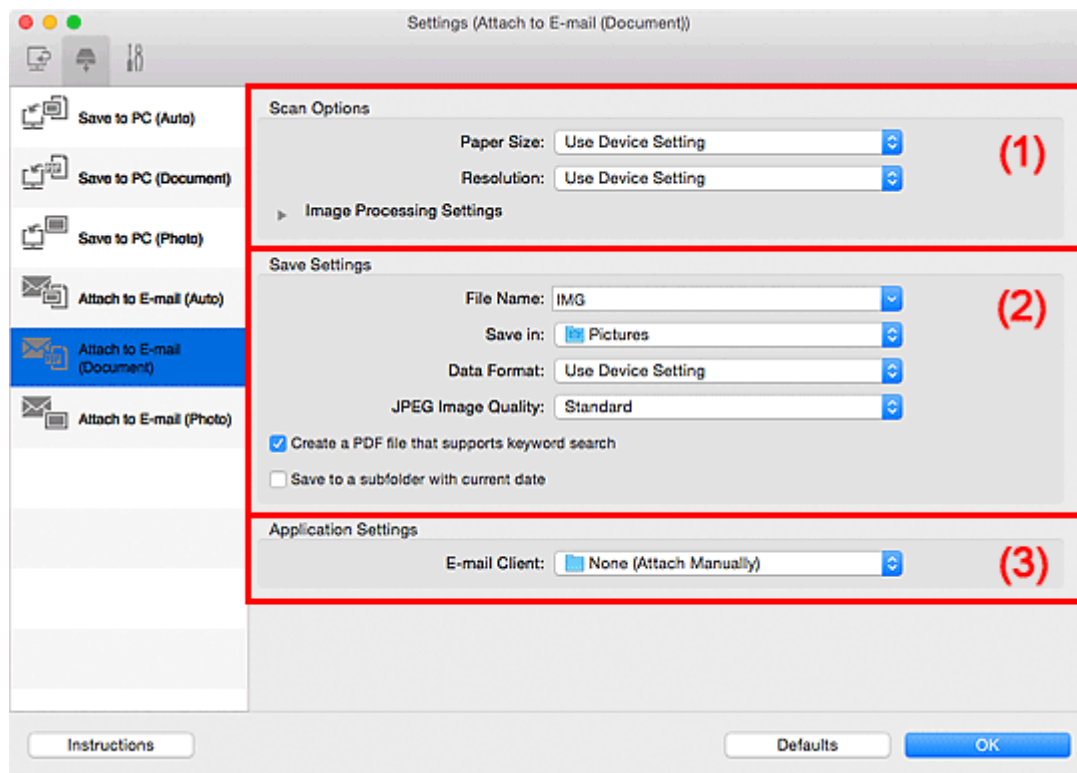 Settings (Attach to E-mail (Document))
Save to PC (Auto)
Save to PC (Document)
Save to PC (Photo)
Attach to E-mail (Auto)
Attach to E-mail
(Document)
Attach to E-mail (Photo)
Scan Options
(1)
Paper Size: Use Device Setting
Resolution: Use Device Setting
Image Processing Settings
Save Settings
(2)
File Name: IMG
Save in: Pictures
Data Format: Use Device Setting
JPEG Image Quality: Standard
Create a PDF file that supports keyword search
Save to a subfolder with current date
Application Settings
(3)
E-mail Client: None (Attach Manually)
Instructions
Defaults
OK